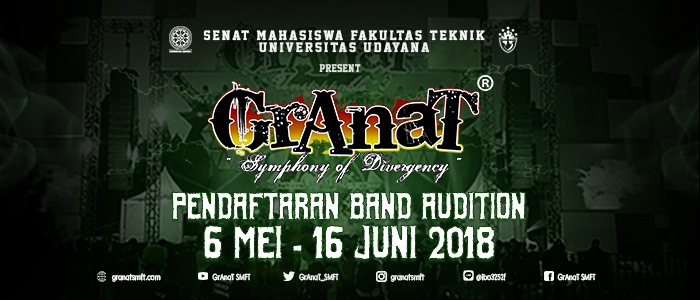 SENAT MAHASISWA FAKULTAS TEKNIK
UNIVERSITAS UDAYANA
PRESENT
GrAnaT ®
"Symphony of Divergency"
PENDAFTARAN BAND AUDITION
6 MEI - 16 JUNI 2018
granatsmft.com GrAnaT SMFT GrAnaT_SMFT granatsmft @lbo3252f GrAnaT SMFT